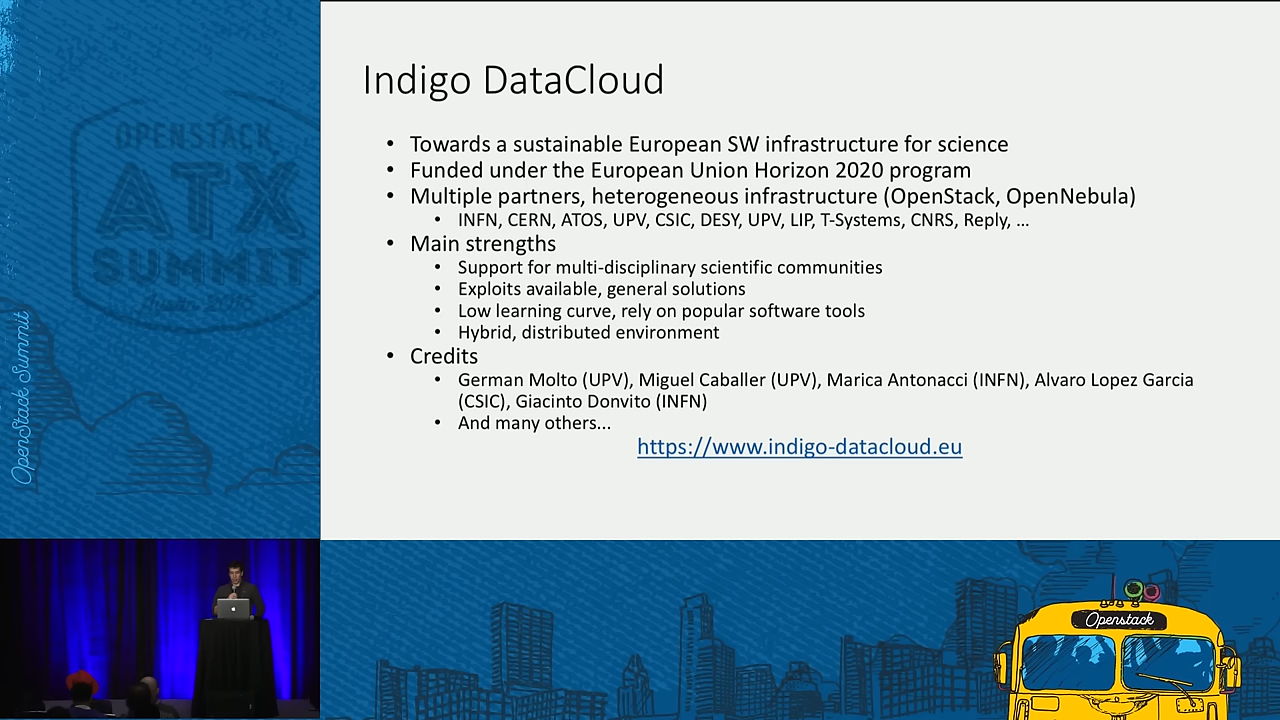 OPENSTACK
ATX
SUMMIT
Austin 2016
OpenStack Summit
Indigo DataCloud
• Towards a sustainable European SW infrastructure for science
• Funded under the European Union Horizon 2020 program
• Multiple partners, heterogeneous infrastructure (OpenStack, OpenNebula)
• INFN, CERN, ATOS, UPV, CSIC, DESY, UPV, LIP, T-Systems, CNRS, Reply, ...
• Main strengths
• Support for multi-disciplinary scientific communities
• Exploits available, general solutions
• Low learning curve, rely on popular software tools
• Hybrid, distributed environment
• Credits
• German Molto (UPV), Miguel Caballer (UPV), Marica Antonacci (INFN), Alvaro Lopez Garcia
(CSIC), Giacinto Donvito (INFN)
• And many others...
https://www.indigo-datacloud.eu
Openstack